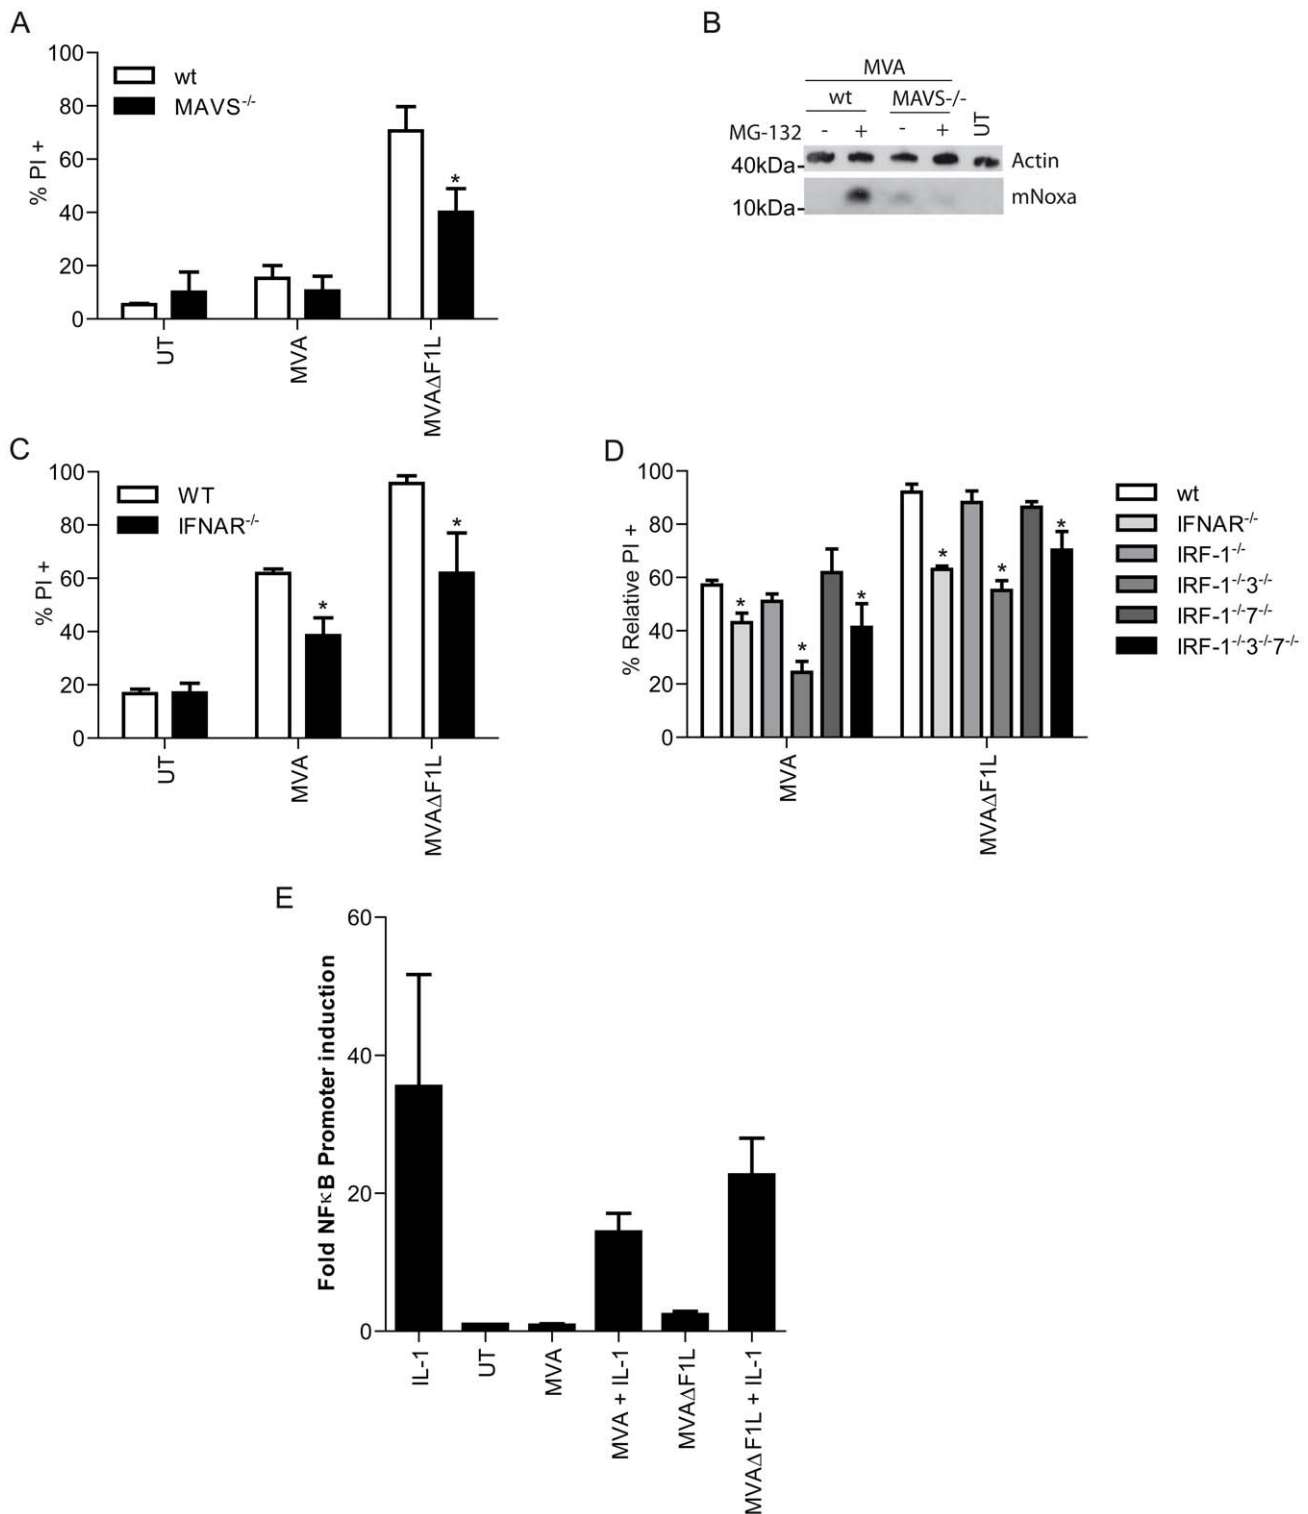 A
100
80
60
40
20
0
% PI +
wt
MAVS-/-
*
UT
MVA
MVAΔF1L
B
MVA
wt MAVS-/- UT
MG-132 - + - +
40kDa- Actin
10kDa- mNoxa
C
100
80
60
40
20
0
% PI +
WT
IFNAR-/-
*
*
UT
MVA
MVAΔF1L
D
100
80
60
40
20
0
% Relative PI +
* * * * * *
MVA
MVAΔF1L
wt
IFNAR-/-
IRF-1-/-
IRF-1-/-3-/-
IRF-1-/-7-/-
IRF-1-/-3-/-7-/-
E
60
40
20
0
Fold NFκB Promoter induction
IL-1
UT
MVA
MVA + IL-1
MVAΔF1L
MVAΔF1L + IL-1